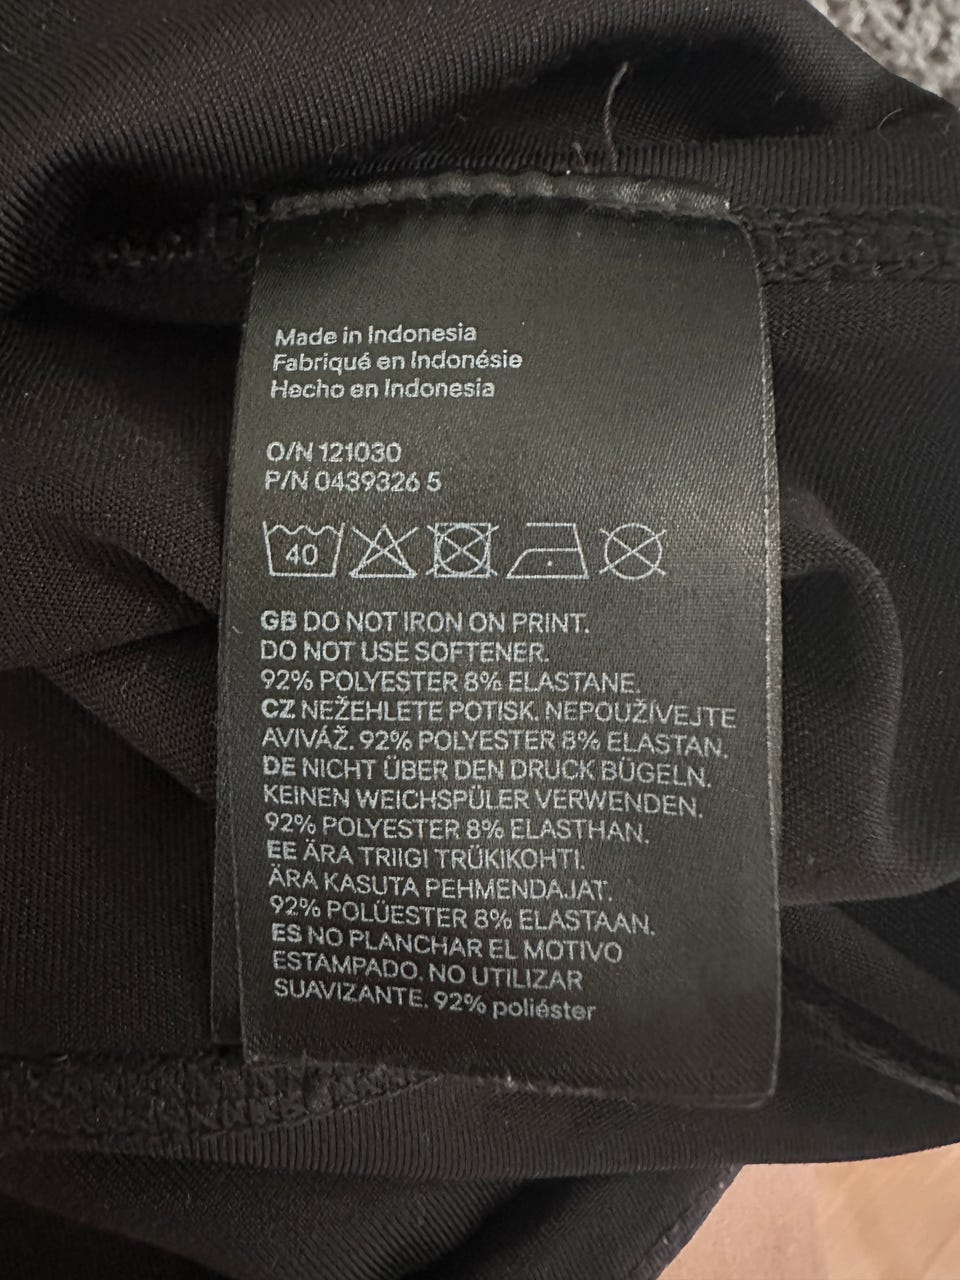 Made in Indonesia
Fabriqué en Indonésie
Hecho en Indonesia
O/N 121030
P/N 0439326 5
40
GB DO NOT IRON ON PRINT.
DO NOT USE SOFTENER.
92% POLYESTER 8% ELASTANE.
CZ NEŽEHLETE POTISK. NEPOUŽÍVEJTE
AVIVÁŽ. 92% POLYESTER 8% ELASTAN.
DE NICHT ÜBER DEN DRUCK BÜGELN.
KEINEN WEICHSPÜLER VERWENDEN.
92% POLYESTER 8% ELASTHAN.
EE ÄRA TRIIGI TRÜKIKOHTI.
ÄRA KASUTA PEHMENDAJAT.
92% POLÜESTER 8% ELASTAAN.
ES NO PLANCHAR EL MOTIVO
ESTAMPADO. NO UTILIZAR
SUAVIZANTE. 92% poliéster